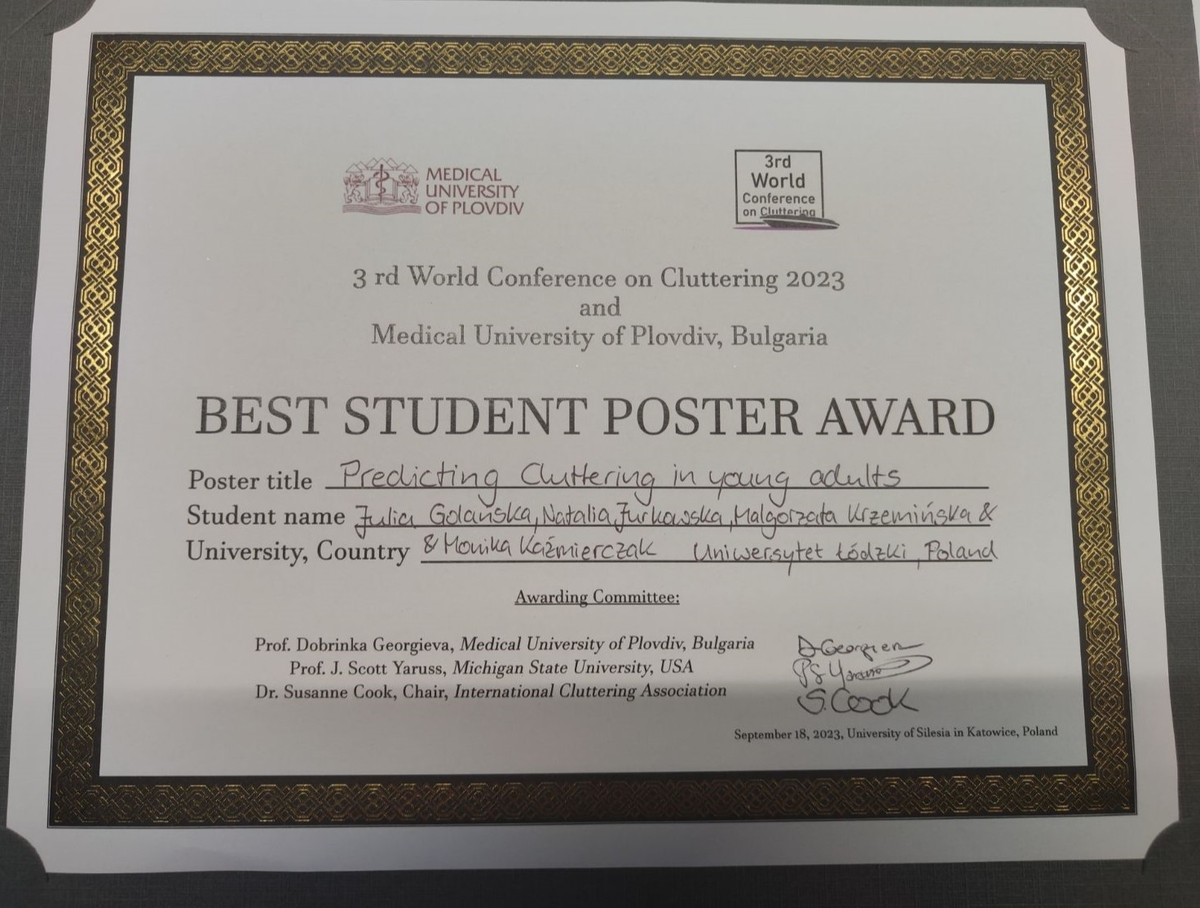 MEDICAL
UNIVERSITY
OF PLOVDIV
3rd
World
Conference
on Cluttering
3 rd World Conference on Cluttering 2023
and
Medical University of Plovdiv, Bulgaria
BEST STUDENT POSTER AWARD
Poster title Predicting Cluttering in young adults
Student name Julia Golańska, Natalia Jurkowska, Malgorzata Krzemińska &
University, Country & Monika Kaźmierczak Uniwersytet Łódzki, Poland
Awarding Committee:
Prof. Dobrinka Georgieva, Medical University of Plovdiv, Bulgaria
Prof. J. Scott Yaruss, Michigan State University, USA
Dr. Susanne Cook, Chair, International Cluttering Association
S. Cook
September 18, 2023, University of Silesia in Katowice, Poland